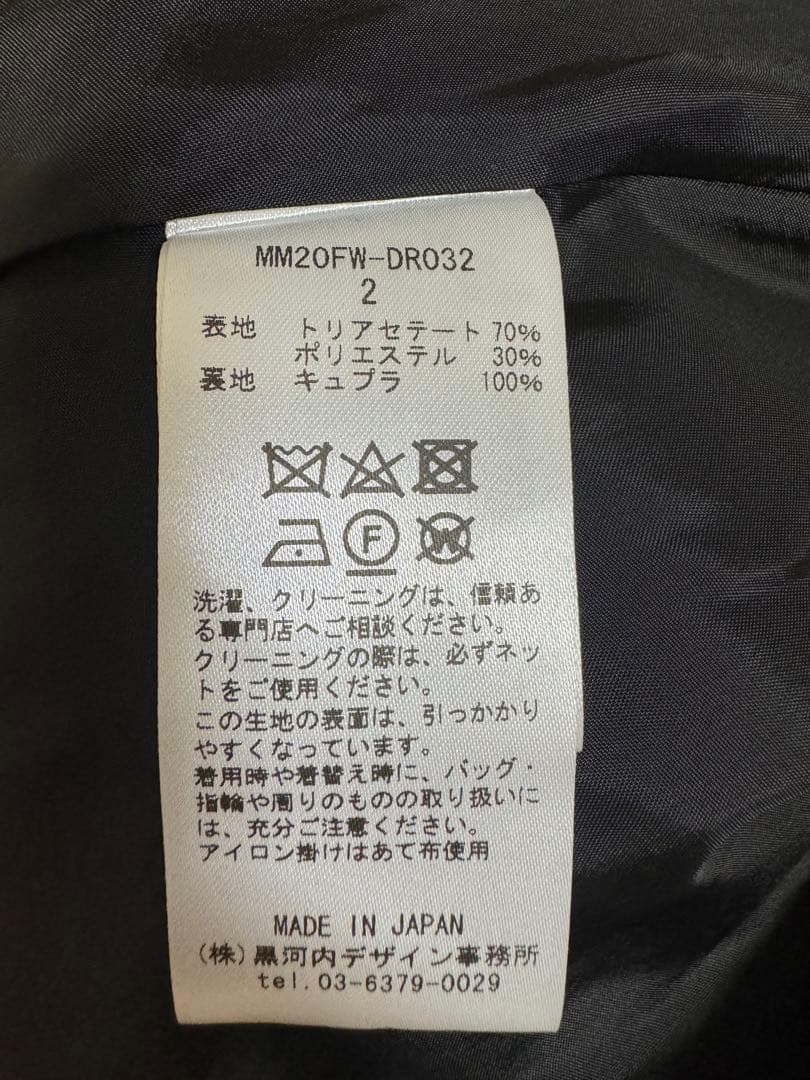 MM20FW-DR032
2
表地 トリアセテート 70%
ポリエステル 30%
裏地 キュプラ 100%
F
W
洗濯、クリーニングは、信頼あ
る専門店へご相談ください。
クリーニングの際は、必ずネッ
トをご使用ください。
この生地の表面は、引っかかり
やすくなっています。
着用時や着替え時に、バッグ・
指輪や周りのものの取り扱いに
は、充分ご注意ください。
アイロン掛けはあて布使用
MADE IN JAPAN
(株)黒河内デザイン事務所
tel.03-6379-0029